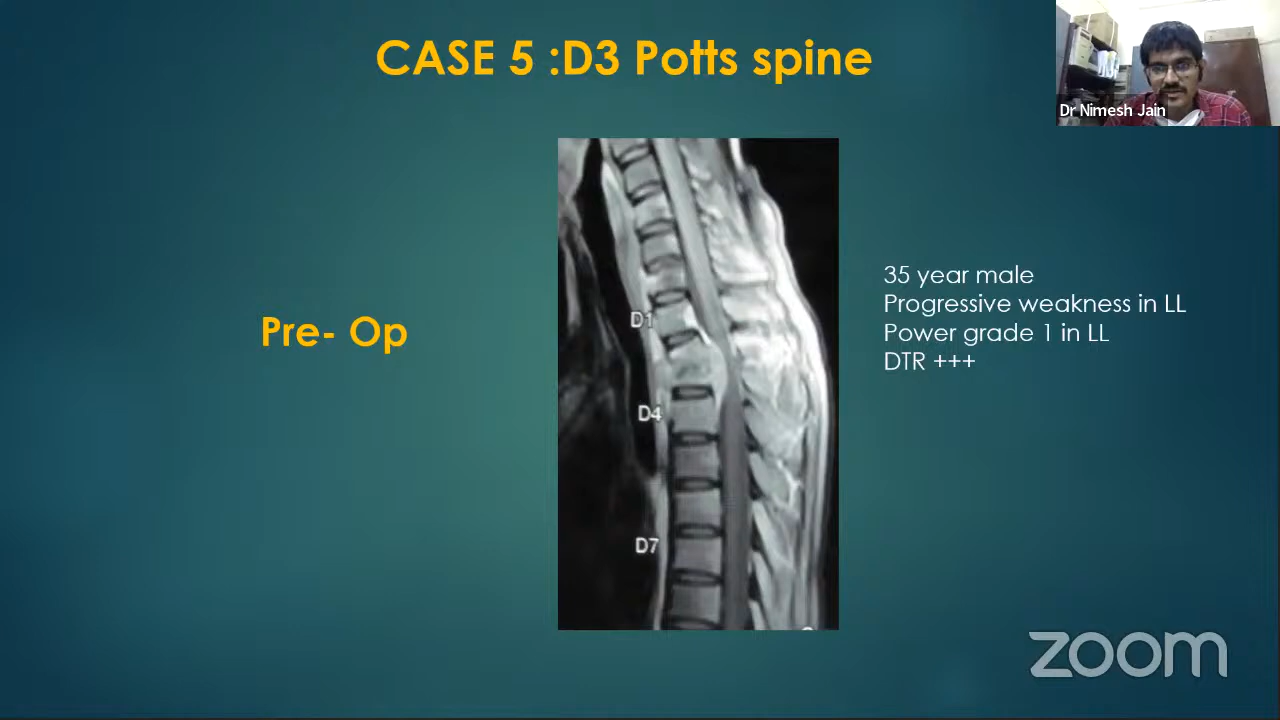 CASE 5 :D3 Potts spine
Dr Nimesh Jain
Pre- Op
D1
D4
D7
35 year male
Progressive weakness in LL
Power grade 1 in LL
DTR +++
zoom